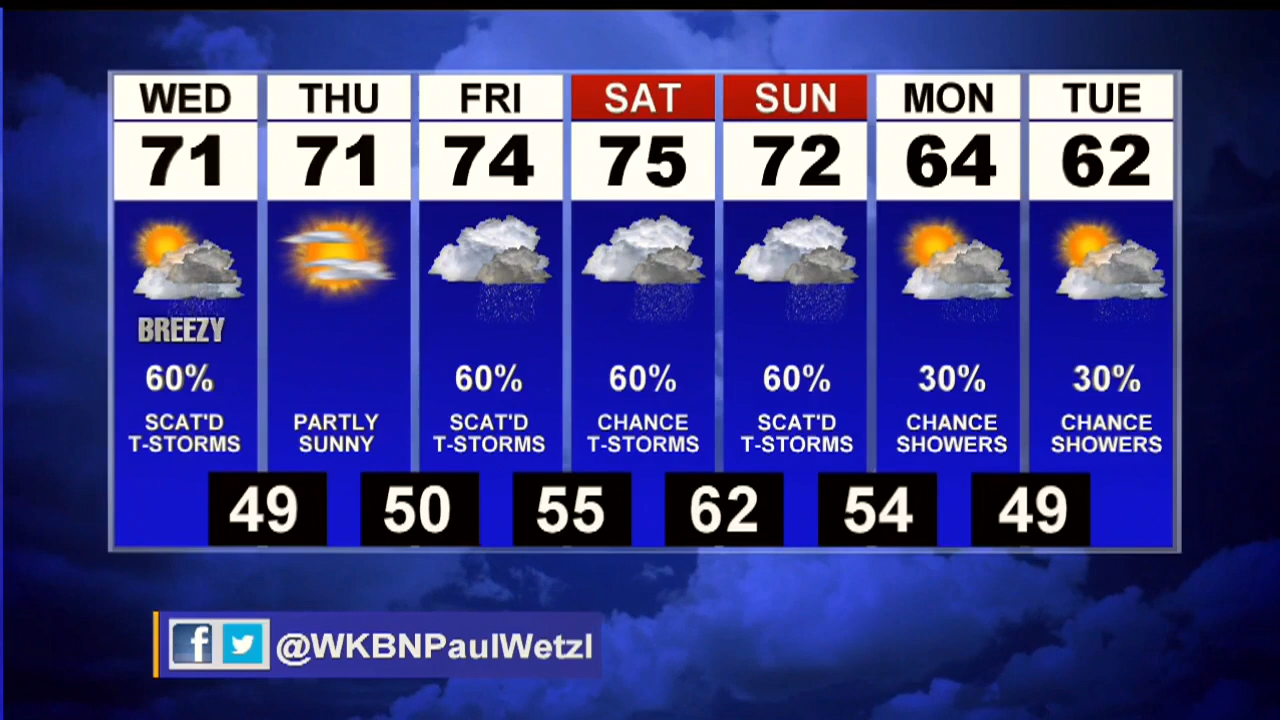 WED THU FRI SAT SUN MON TUE
71 71 74 75 72 64 62
BREEZY
60% 60% 60% 60% 30% 30%
SCAT'D PARTLY SCAT'D CHANCE SCAT'D CHANCE CHANCE
T-STORMS SUNNY T-STORMS T-STORMS T-STORMS SHOWERS SHOWERS
49 50 55 62 54 49
f @WKBNPaulWetzl